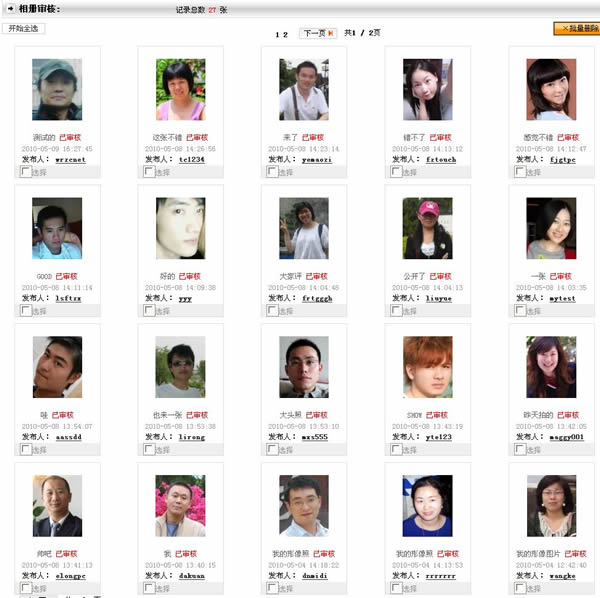 相册审核：
记录总数 27 张
开始全选
1 2 下一页 共1 / 2页
×批量删除
测试的 已审核
2010-05-09 16:27:45
发布人： wrzcnet
选择
这张不错 已审核
2010-05-08 14:26:56
发布人： tc1234
选择
来了 已审核
2010-05-08 14:23:14
发布人： yemaozi
选择
错不了 已审核
2010-05-08 14:13:12
发布人： frtouch
选择
感觉不错 已审核
2010-05-08 14:12:47
发布人： fjgtpc
选择
GOOD 已审核
2010-05-08 14:11:14
发布人： lsftzx
选择
好的 已审核
2010-05-08 14:09:38
发布人： yyy
选择
大家评 已审核
2010-05-08 14:04:48
发布人： frtgggh
选择
公开了 已审核
2010-05-08 14:04:13
发布人： liuyue
选择
一张 已审核
2010-05-08 14:03:35
发布人： mytest
选择
哇 已审核
2010-05-08 13:54:07
发布人： aassdd
选择
也来一张 已审核
2010-05-08 13:53:38
发布人： lirong
选择
大头照 已审核
2010-05-08 13:53:10
发布人： mxs555
选择
SHOW 已审核
2010-05-08 13:43:19
发布人： yte123
选择
昨天拍的 已审核
2010-05-08 13:42:05
发布人： maggy001
选择
帅吧 已审核
2010-05-08 13:41:13
发布人： elongpc
选择
我 已审核
2010-05-08 13:40:15
发布人： dakuan
选择
我的形像照 已审核
2010-05-04 14:18:22
发布人： dnmidi
选择
我的形像照 已审核
2010-05-04 14:13:53
发布人： rrrrrrr
选择
我的形像图片 已审核
2010-05-04 12:42:40
发布人： wangke
选择